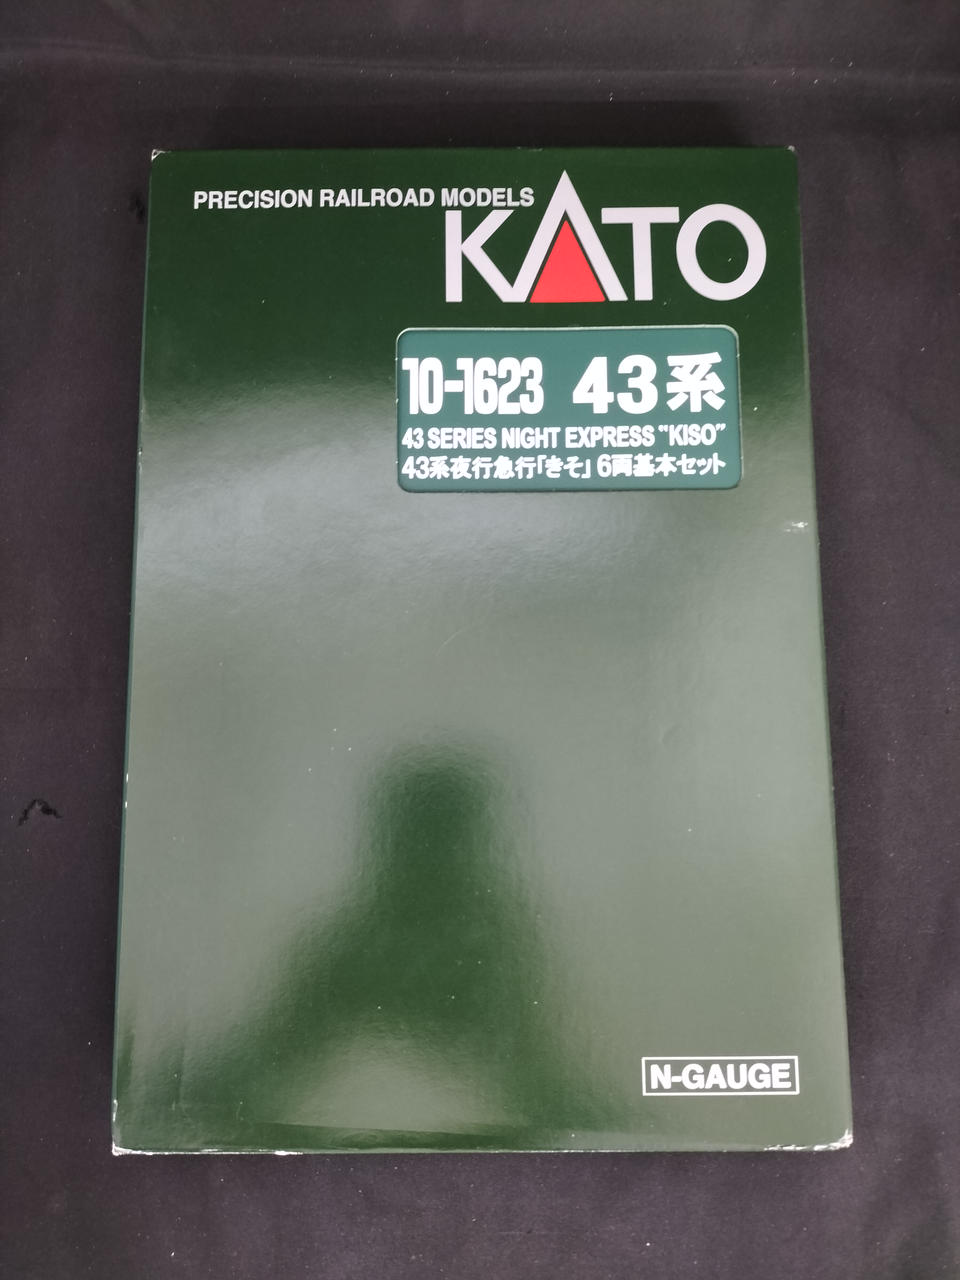 PRECISION RAILROAD MODELS
KATO
10-1623 43系
43 SERIES NIGHT EXPRESS "KISO"
43系夜行急行「きそ」6両基本セット
N-GAUGE